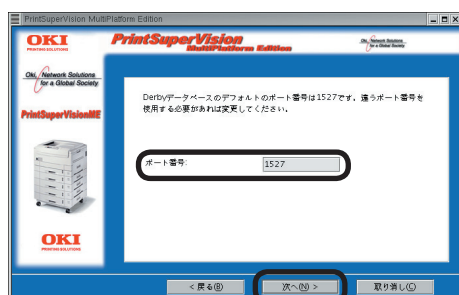 PrintSuperVision MultiPlatform Edition
OKI
PRINTING SOLUTIONS
PrintSuperVision
MultiPlatform Edition
OKI, Network Solutions
for a Global Society
OKI, Network Solutions
for a Global Society
PrintSuperVisionME
Derbyデータベースのデフォルトのポート番号は1527です。違うポート番号を
使用する必要があれば変更してください。
ポート番号:
1527
OKI
PRINTING SOLUTIONS
< 戻る(B)
次へ(N) >
取り消し(C)